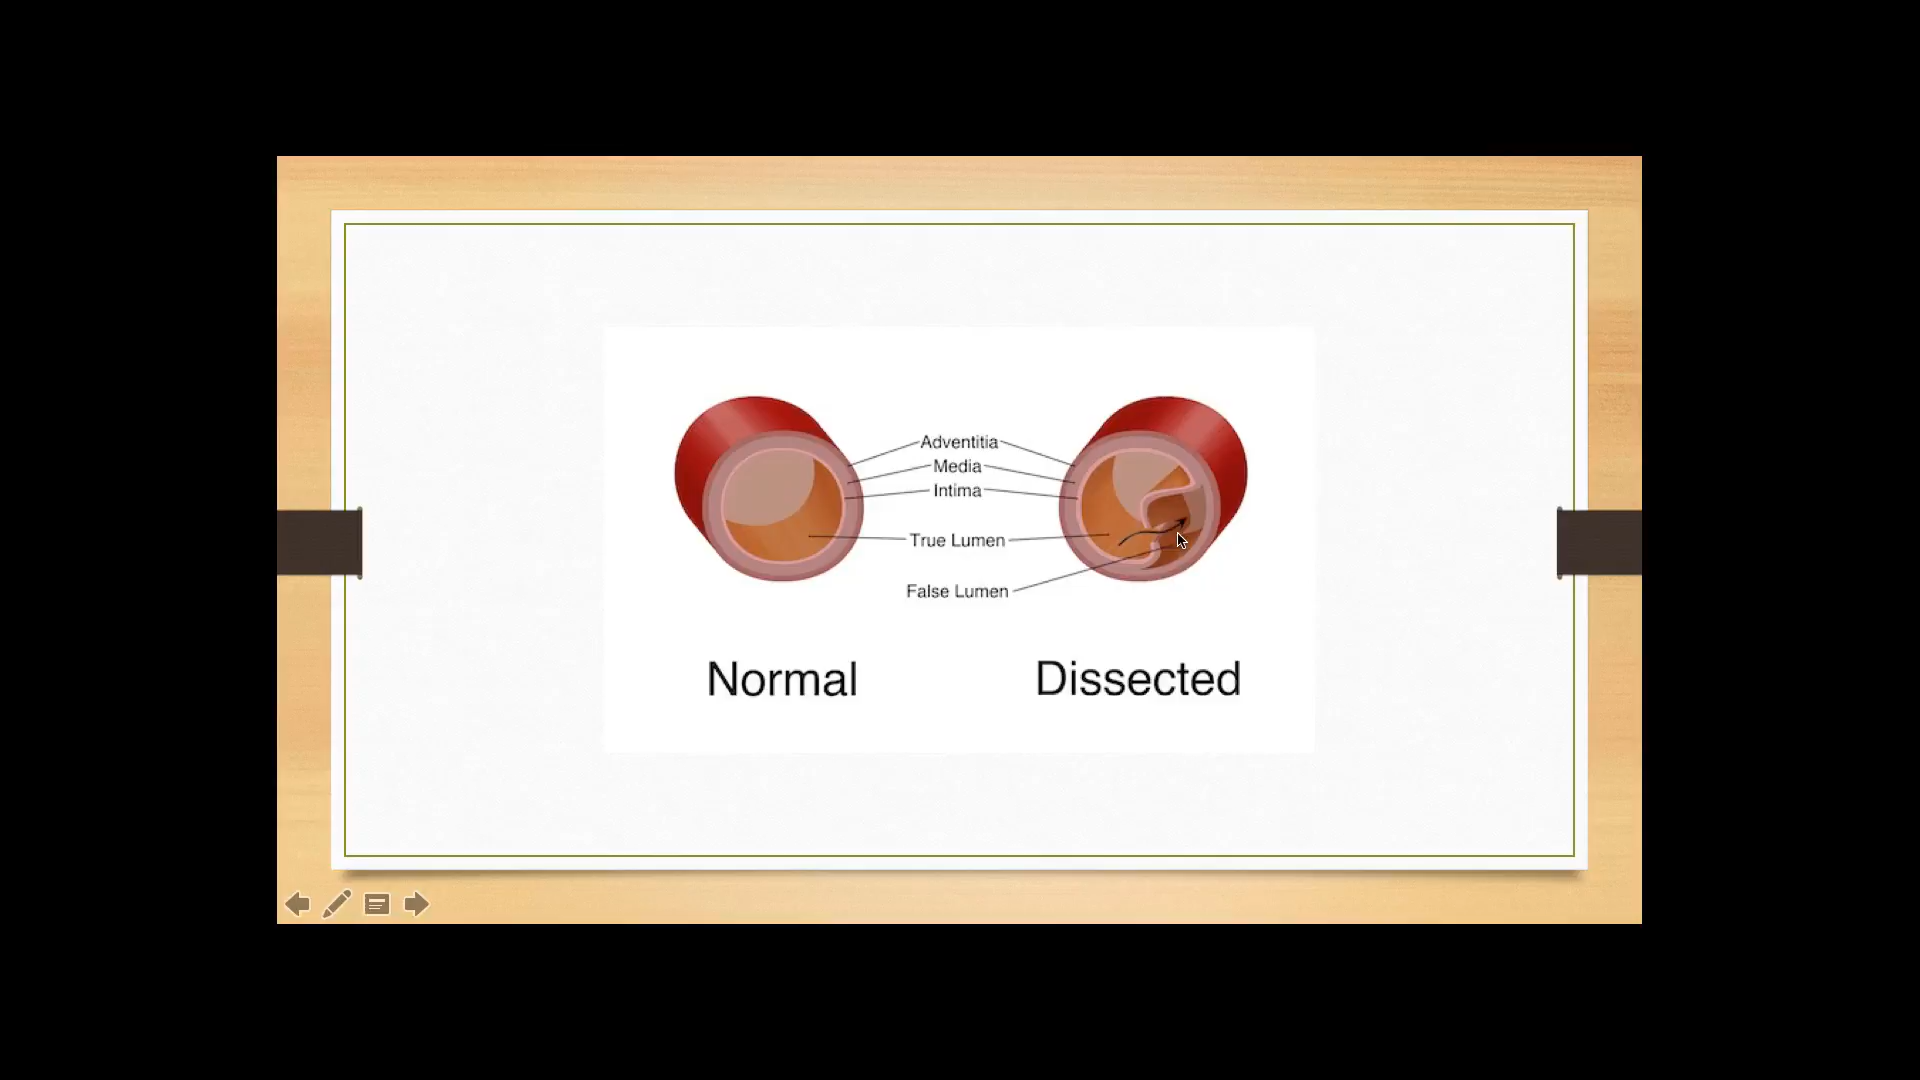 Adventitia
Media
Intima
True Lumen
False Lumen
Normal
Dissected